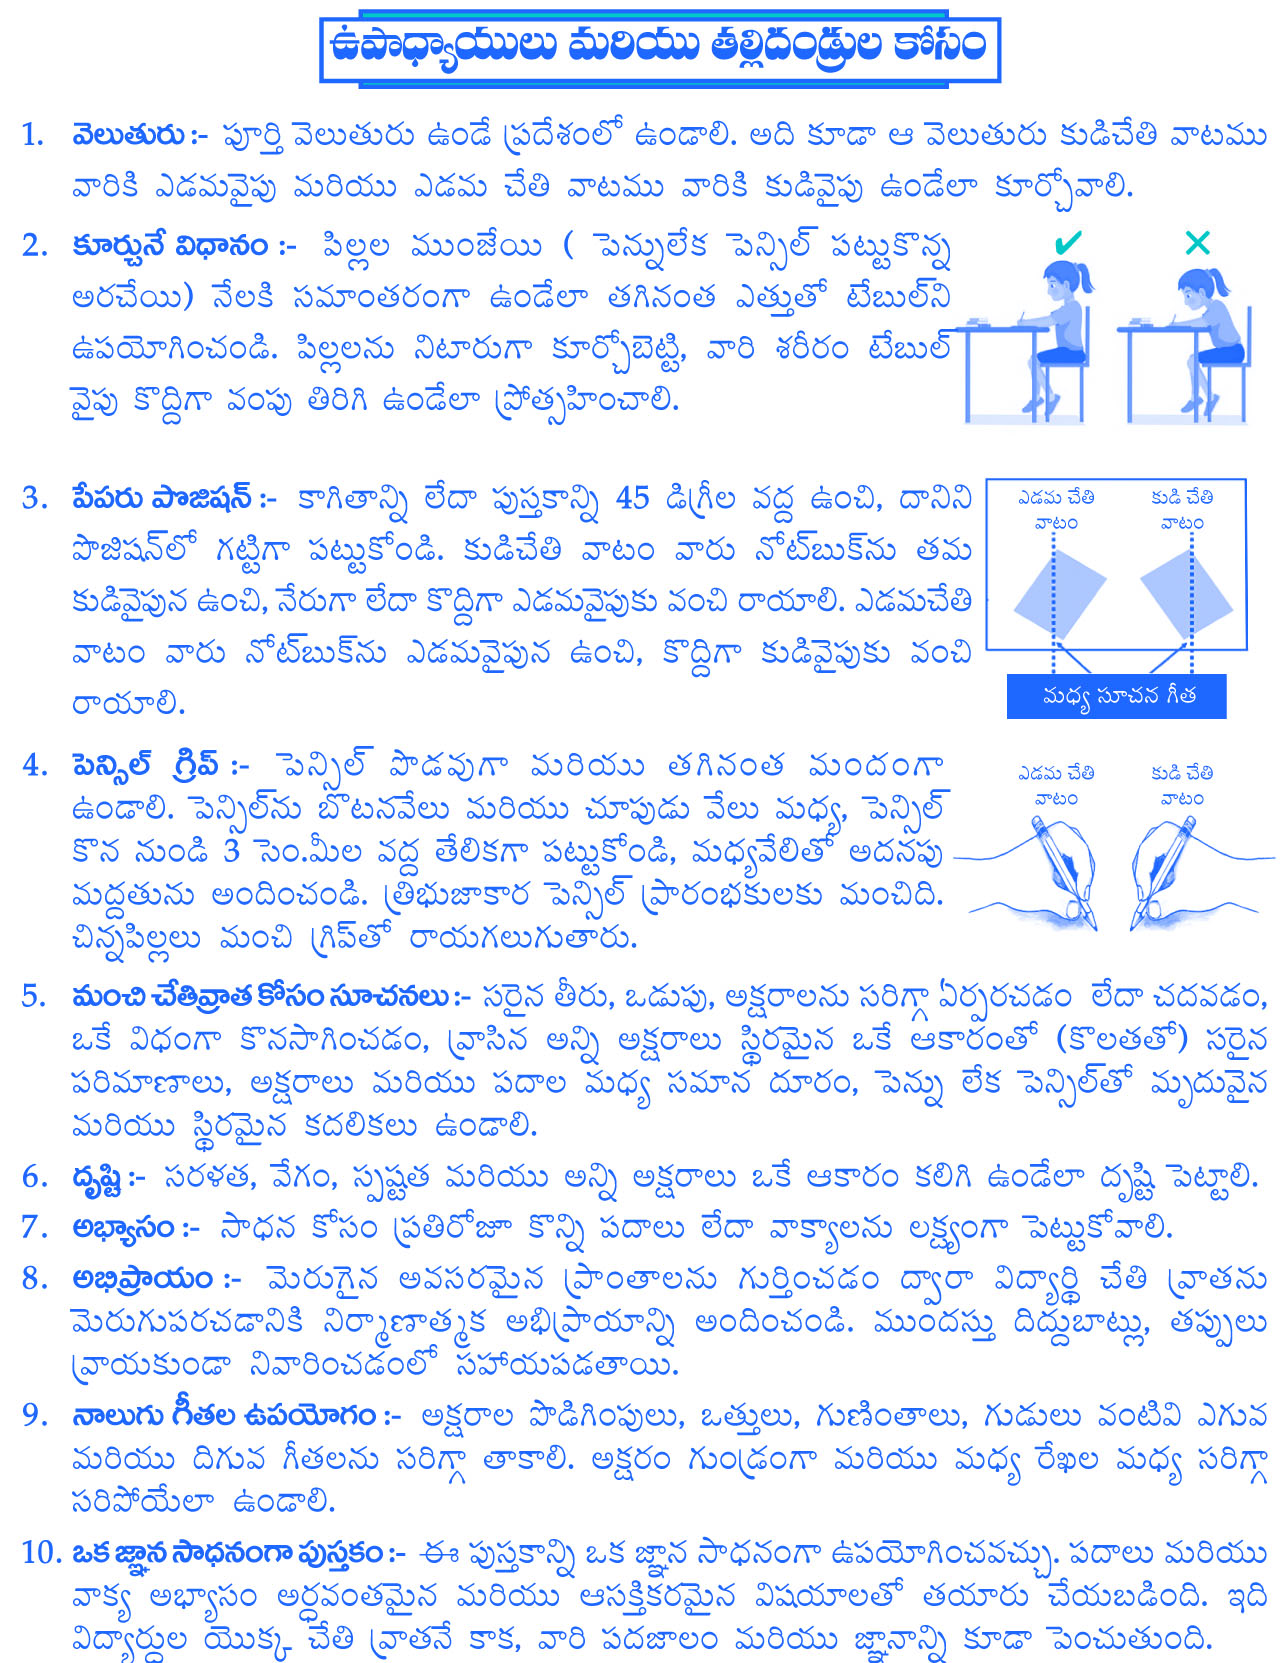 ఉపాధ్యాయులు మరియు తల్లిదండ్రుల కోసం
1. వెలుతురు :- పూర్తి వెలుతురు ఉండే ప్రదేశంలో ఉండాలి. అది కూడా ఆ వెలుతురు కుడిచేతి వాటము
వారికి ఎడమవైపు మరియు ఎడమ చేతి వాటము వారికి కుడివైపు ఉండేలా కూర్చోవాలి.
2. కూర్చునే విధానం :- పిల్లల ముంజేయి ( పెన్నులేక పెన్సిల్ పట్టుకొన్న
అరచేయి) నేలకి సమాంతరంగా ఉండేలా తగినంత ఎత్తుతో టేబుల్‌ని
ఉపయోగించండి. పిల్లలను నిటారుగా కూర్చోబెట్టి, వారి శరీరం టేబుల్
వైపు కొద్దిగా వంపు తిరిగి ఉండేలా ప్రోత్సహించాలి.
3. పేపరు పొజిషన్ :- కాగితాన్ని లేదా పుస్తకాన్ని 45 డిగ్రీల వద్ద ఉంచి, దానిని
పొజిషన్‌లో గట్టిగా పట్టుకోండి. కుడిచేతి వాటం వారు నోట్‌బుక్‌ను తమ
కుడివైపున ఉంచి, నేరుగా లేదా కొద్దిగా ఎడమవైపుకు వంచి రాయాలి. ఎడమచేతి
వాటం వారు నోట్‌బుక్‌ను ఎడమవైపున ఉంచి, కొద్దిగా కుడివైపుకు వంచి
రాయాలి.
ఎడమ చేతి కుడి చేతి
వాటం వాటం
మధ్య సూచన గీత
4. పెన్సిల్ గ్రిప్ :- పెన్సిల్ పొడవుగా మరియు తగినంత మందంగా
ఉండాలి. పెన్సిల్‌ను బొటనవేలు మరియు చూపుడు వేలు మధ్య, పెన్సిల్
కొన నుండి 3 సెం.మీల వద్ద తేలికగా పట్టుకోండి, మధ్యవేలితో అదనపు
మద్దతును అందించండి. త్రిభుజాకార పెన్సిల్ ప్రారంభకులకు మంచిది.
చిన్నపిల్లలు మంచి గ్రిప్‌తో రాయగలుగుతారు.
ఎడమ చేతి కుడి చేతి
వాటం వాటం
5. మంచి చేతివ్రాత కోసం సూచనలు :- సరైన తీరు, ఒడుపు, అక్షరాలను సరిగ్గా ఏర్పరచడం లేదా చదవడం,
ఒకే విధంగా కొనసాగించడం, వ్రాసిన అన్ని అక్షరాలు స్థిరమైన ఒకే ఆకారంతో (కొలతతో) సరైన
పరిమాణాలు, అక్షరాలు మరియు పదాల మధ్య సమాన దూరం, పెన్ను లేక పెన్సిల్‌తో మృదువైన
మరియు స్థిరమైన కదలికలు ఉండాలి.
6. దృష్టి :- సరళత, వేగం, స్పష్టత మరియు అన్ని అక్షరాలు ఒకే ఆకారం కలిగి ఉండేలా దృష్టి పెట్టాలి.
7. అభ్యాసం :- సాధన కోసం ప్రతిరోజూ కొన్ని పదాలు లేదా వాక్యాలను లక్ష్యంగా పెట్టుకోవాలి.
8. అభిప్రాయం :- మెరుగైన అవసరమైన ప్రాంతాలను గుర్తించడం ద్వారా విద్యార్థి చేతి వ్రాతను
మెరుగుపరచడానికి నిర్మాణాత్మక అభిప్రాయాన్ని అందించండి. ముందస్తు దిద్దుబాట్లు, తప్పులు
వ్రాయకుండా నివారించడంలో సహాయపడతాయి.
9. నాలుగు గీతల ఉపయోగం :- అక్షరాల పొడిగింపులు, ఒత్తులు, గుణింతాలు, గుడులు వంటివి ఎగువ
మరియు దిగువ గీతలను సరిగ్గా తాకాలి. అక్షరం గుండ్రంగా మరియు మధ్య రేఖల మధ్య సరిగ్గా
సరిపోయేలా ఉండాలి.
10. ఒక జ్ఞాన సాధనంగా పుస్తకం :- ఈ పుస్తకాన్ని ఒక జ్ఞాన సాధనంగా ఉపయోగించవచ్చు. పదాలు మరియు
వాక్య అభ్యాసం అర్ధవంతమైన మరియు ఆసక్తికరమైన విషయాలతో తయారు చేయబడింది. ఇది
విద్యార్ధుల యొక్క చేతి వ్రాతనే కాక, వారి పదజాలం మరియు జ్ఞానాన్ని కూడా పెంచుతుంది.